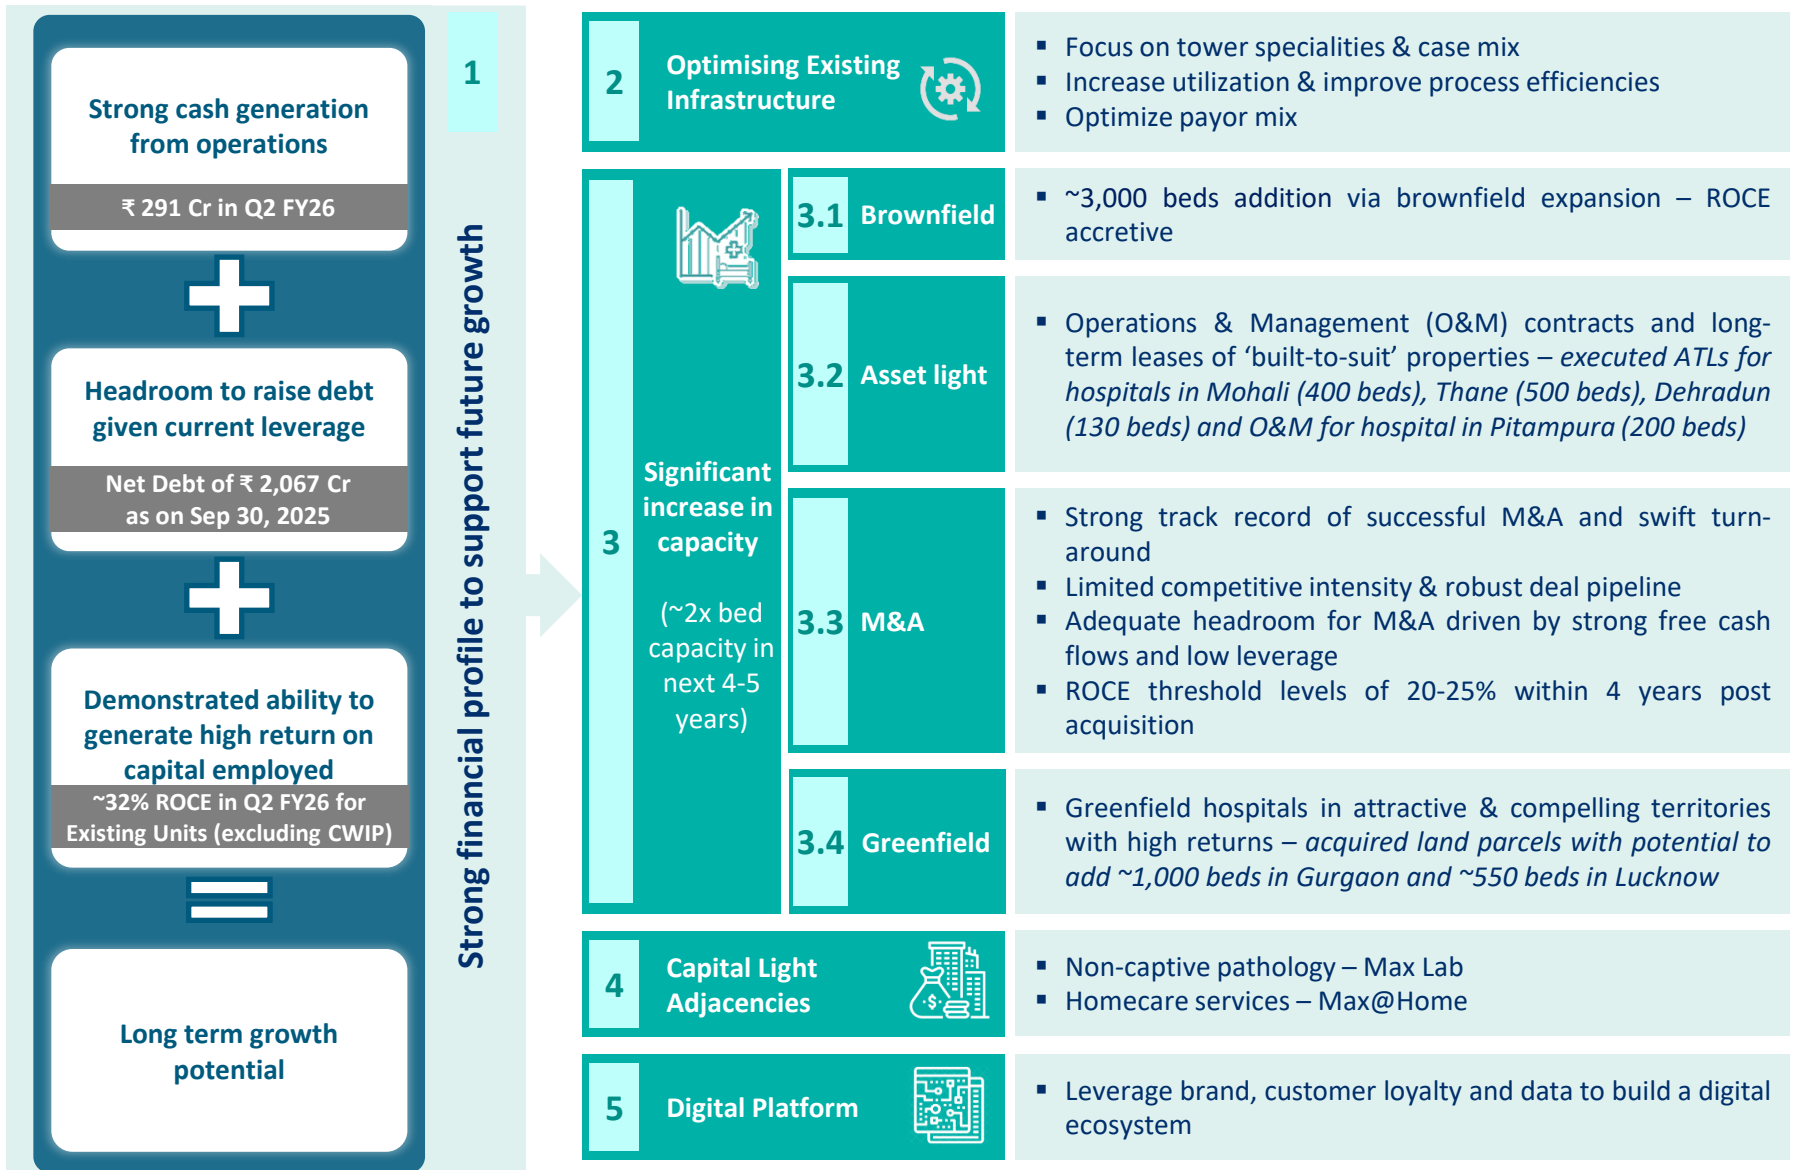 Strong cash generation
from operations
₹ 291 Cr in Q2 FY26
Headroom to raise debt
given current leverage
Net Debt of ₹ 2,067 Cr
as on Sep 30, 2025
Demonstrated ability to
generate high return on
capital employed
~32% ROCE in Q2 FY26 for
Existing Units (excluding CWIP)
Long term growth
potential
1
Strong financial profile to support future growth
2
Optimising Existing
Infrastructure
▪ Focus on tower specialities & case mix
▪ Increase utilization & improve process efficiencies
▪ Optimize payor mix
3
Significant
increase in
capacity
(~2x bed
capacity in
next 4-5
years)
3.1 Brownfield
▪ ~3,000 beds addition via brownfield expansion – ROCE
accretive
3.2 Asset light
▪ Operations & Management (O&M) contracts and long-
term leases of ‘built-to-suit’ properties – executed ATLs for
hospitals in Mohali (400 beds), Thane (500 beds), Dehradun
(130 beds) and O&M for hospital in Pitampura (200 beds)
3.3 M&A
▪ Strong track record of successful M&A and swift turn-
around
▪ Limited competitive intensity & robust deal pipeline
▪ Adequate headroom for M&A driven by strong free cash
flows and low leverage
▪ ROCE threshold levels of 20-25% within 4 years post
acquisition
3.4 Greenfield
▪ Greenfield hospitals in attractive & compelling territories
with high returns – acquired land parcels with potential to
add ~1,000 beds in Gurgaon and ~550 beds in Lucknow
4
Capital Light
Adjacencies
▪ Non-captive pathology – Max Lab
▪ Homecare services – Max@Home
5
Digital Platform
▪ Leverage brand, customer loyalty and data to build a digital
ecosystem